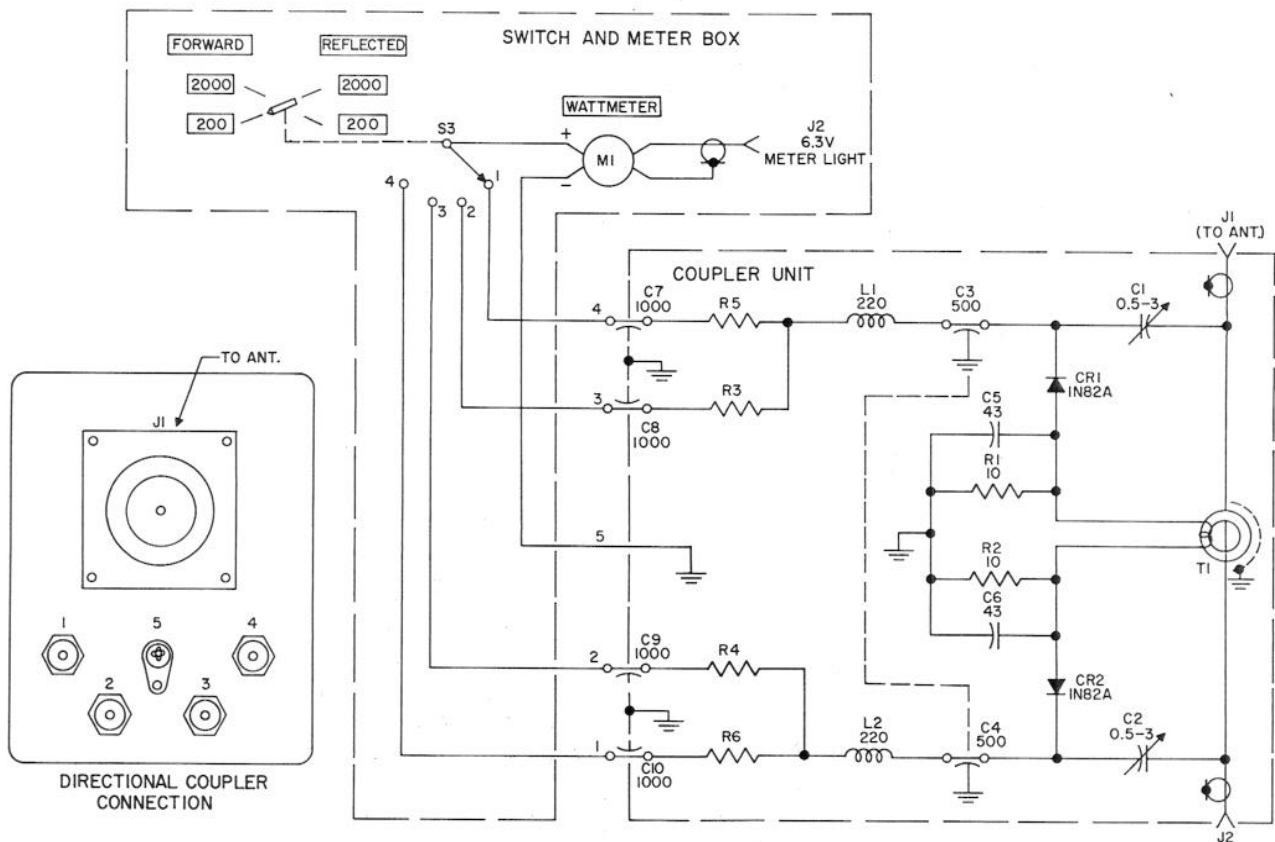 SWITCH AND METER BOX
FORWARD
REFLECTED
2000
2000
200
200
WATTMETER
S3
+
M1
−
J2
6.3V
METER LIGHT
4
3
2
1
J1
(TO ANT.)
COUPLER UNIT
4
C7
1000
R5
L1
220
C3
500
C1
0.5-3
3
C8
1000
R3
CR1
IN82A
C5
43
R1
10
5
R2
10
T1
C6
43
2
C9
1000
R4
CR2
IN82A
1
C10
1000
R6
L2
220
C4
500
C2
0.5-3
J2
TO ANT.
J1
1
5
4
2
3
DIRECTIONAL COUPLER
CONNECTION